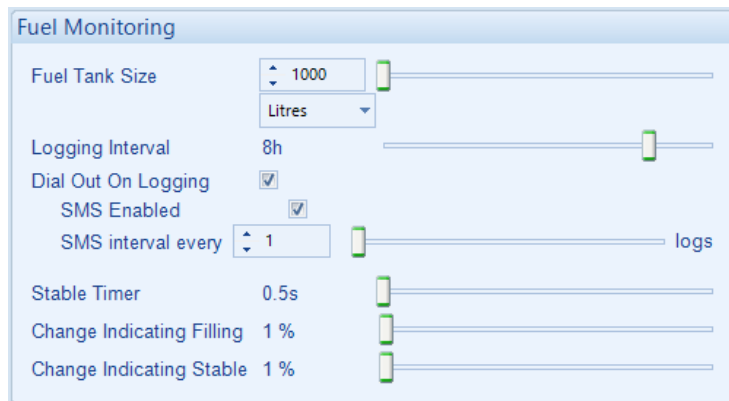 Fuel Monitoring
Fuel Tank Size 1000
Litres
Logging Interval 8h
Dial Out On Logging
SMS Enabled
SMS interval every 1 logs
Stable Timer 0.5s
Change Indicating Filling 1 %
Change Indicating Stable 1 %